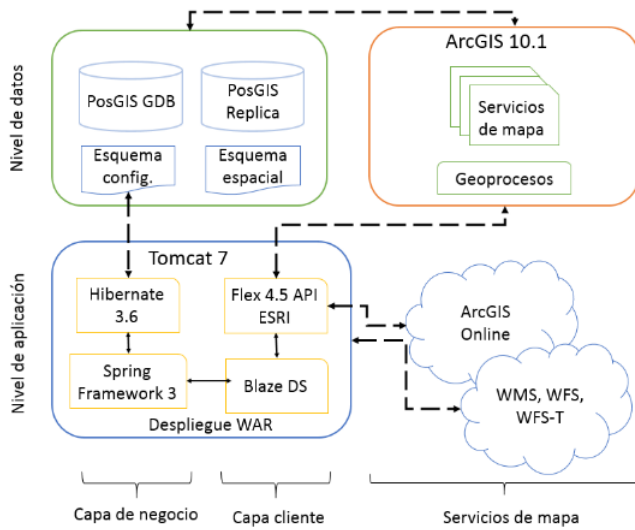 Nivel de datos
PosGIS GDB
PosGIS
Replica
Esquema
config.
Esquema
espacial
ArcGIS 10.1
Servicios
de mapa
Geoprocesos
Nivel de aplicación
Tomcat 7
Hibernate
3.6
Flex 4.5 API
ESRI
Spring
Framework 3
Blaze DS
Despliegue WAR
ArcGIS
Online
WMS, WFS,
WFS-T
Capa de negocio
Capa cliente
Servicios de mapa